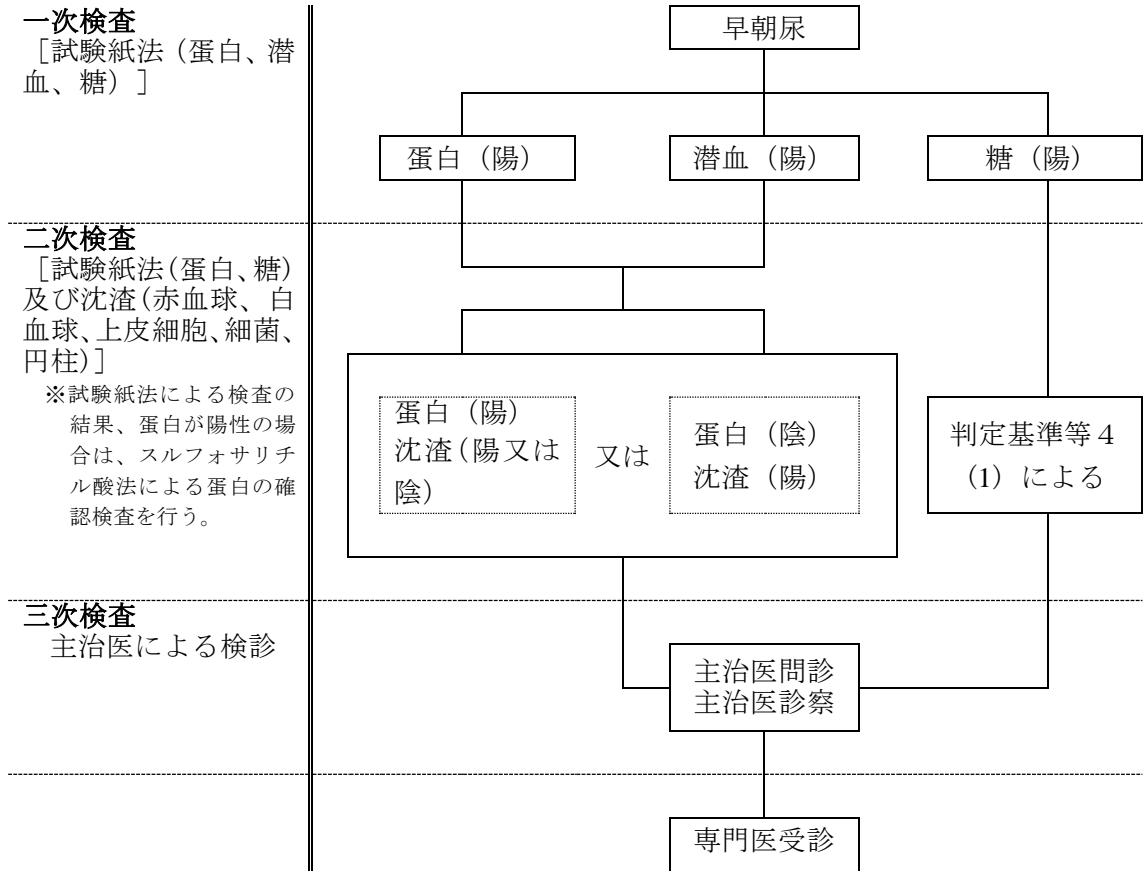 一次検査
［試験紙法（蛋白、潜
血、糖）］
早朝尿
蛋白（陽）
潜血（陽）
糖（陽）
二次検査
［試験紙法(蛋白、糖)
及び沈渣(赤血球、白
血球、上皮細胞、細菌、
円柱)］
※試験紙法による検査の
結果、蛋白が陽性の場
合は、スルフォサリチ
ル酸法による蛋白の確
認検査を行う。
蛋白（陽）
沈渣(陽又は
陰)
又は
蛋白（陰）
沈渣（陽）
判定基準等４
（1）による
三次検査
主治医による検診
主治医問診
主治医診察
専門医受診